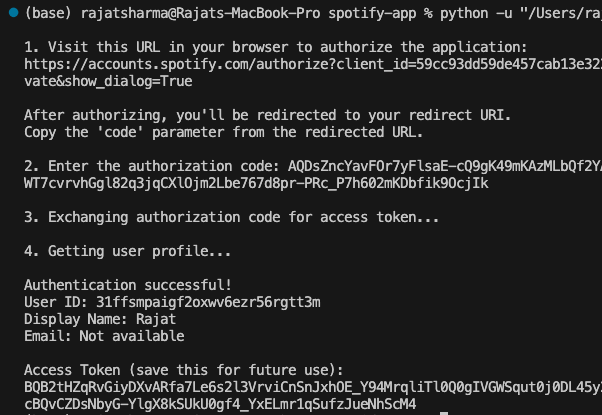 (base) rajatsharma@Rajats-MacBook-Pro spotify-app % python -u "/Users/raj
1. Visit this URL in your browser to authorize the application:
https://accounts.spotify.com/authorize?client_id=59cc93dd59de457cab13e322
vate&show_dialog=True
After authorizing, you'll be redirected to your redirect URI.
Copy the 'code' parameter from the redirected URL.
2. Enter the authorization code: AQDsZncYavFOr7yFlsaE-cQ9gK49mKAzMLbQf2YA
WT7cvrvhGgl82q3jqCXlOjm2Lbe767d8pr-PRc_P7h602mKDbfik9OcjIk
3. Exchanging authorization code for access token...
4. Getting user profile...
Authentication successful!
User ID: 31ffsmpaigf2oxwv6ezr56rgtt3m
Display Name: Rajat
Email: Not available
Access Token (save this for future use):
BQB2tHZqRvGiyDXvARfa7Le6s2l3VrviCnSnJxhOE_Y94MrqliTl0Q0gIVGWSqut0j0DL45y2
cBQvCZDsNbyG-YlgX8kSUkU0gf4_YxELmr1qSufzJueNhScM4